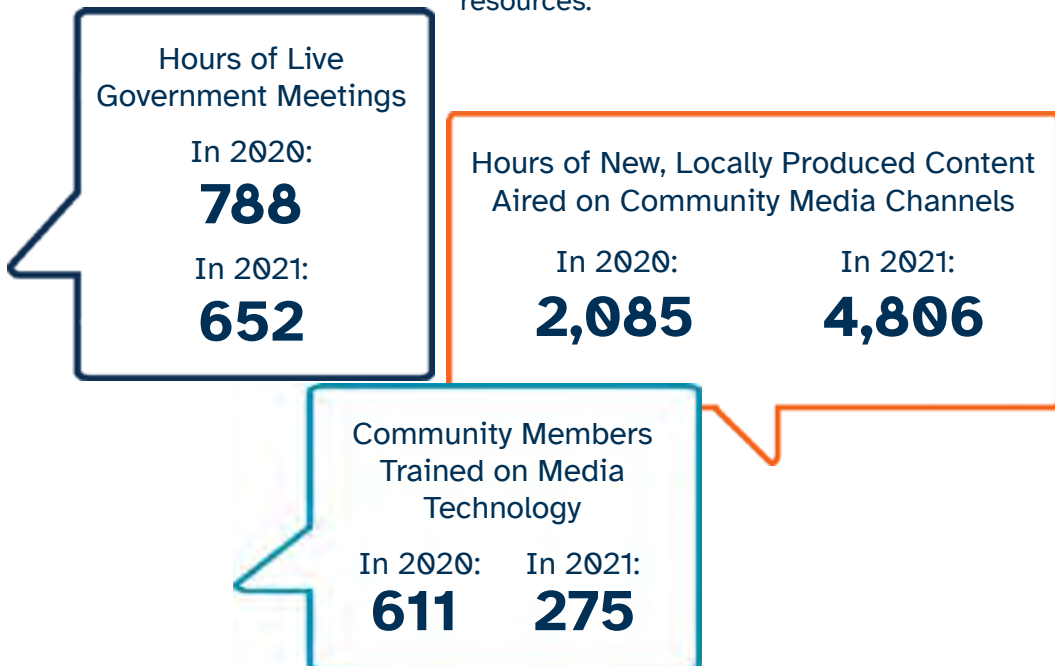 resources.
Hours of Live
Government Meetings
In 2020:
788
In 2021:
652
Hours of New, Locally Produced Content
Aired on Community Media Channels
In 2020: In 2021:
2,085 4,806
Community Members
Trained on Media
Technology
In 2020: In 2021:
611 275